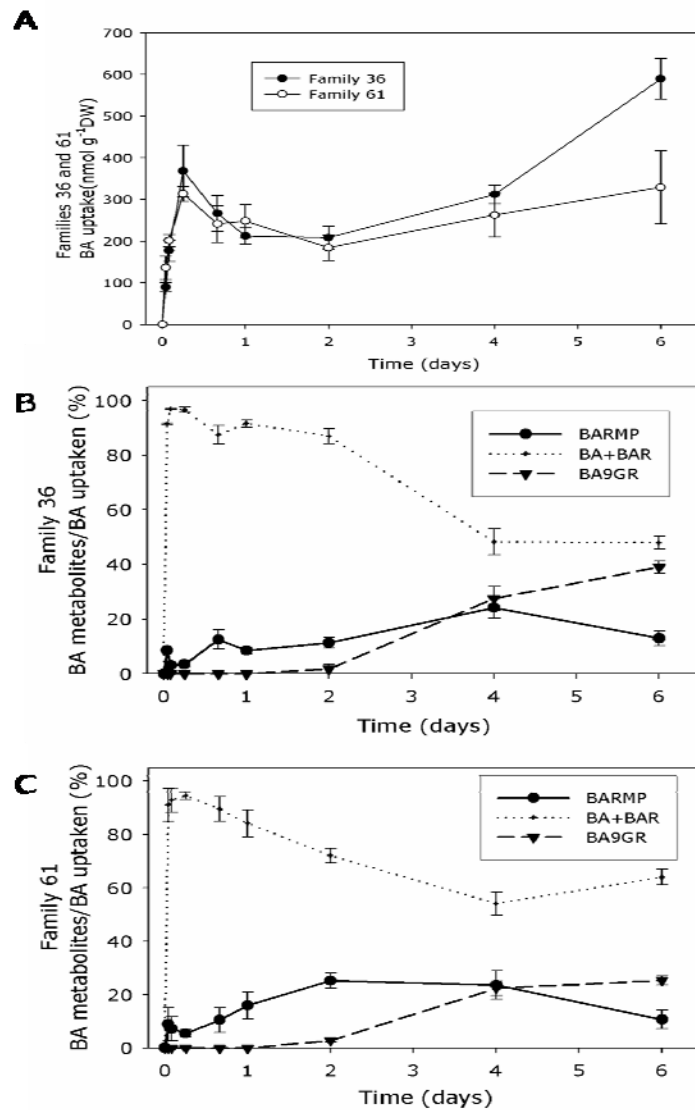 A
Families 36 and 61
BA uptake(nmol g⁻¹DW)
700
600
500
400
300
200
100
0
Family 36
Family 61
0 1 2 3 4 5 6
Time (days)
B
Family 36
BA metabolites/BA uptaken (%)
100
80
60
40
20
0
BARMP
BA+BAR
BA9GR
0 1 2 3 4 5 6
Time (days)
C
Family 61
BA metabolites/BA uptaken (%)
100
80
60
40
20
0
BARMP
BA+BAR
BA9GR
0 1 2 3 4 5 6
Time (days)